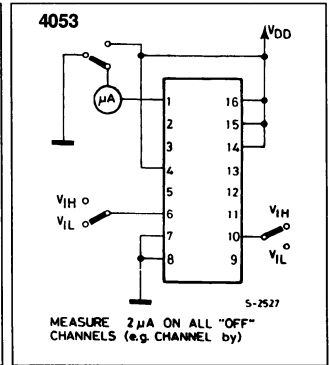 4053
VDD
μA
1 16
2 15
3 14
4 13
5 12
VIH
6 11
VIH
VIL
7 10
8 9
VIL
S-2527
MEASURE 2μA ON ALL "OFF"
CHANNELS (e.g. CHANNEL by)